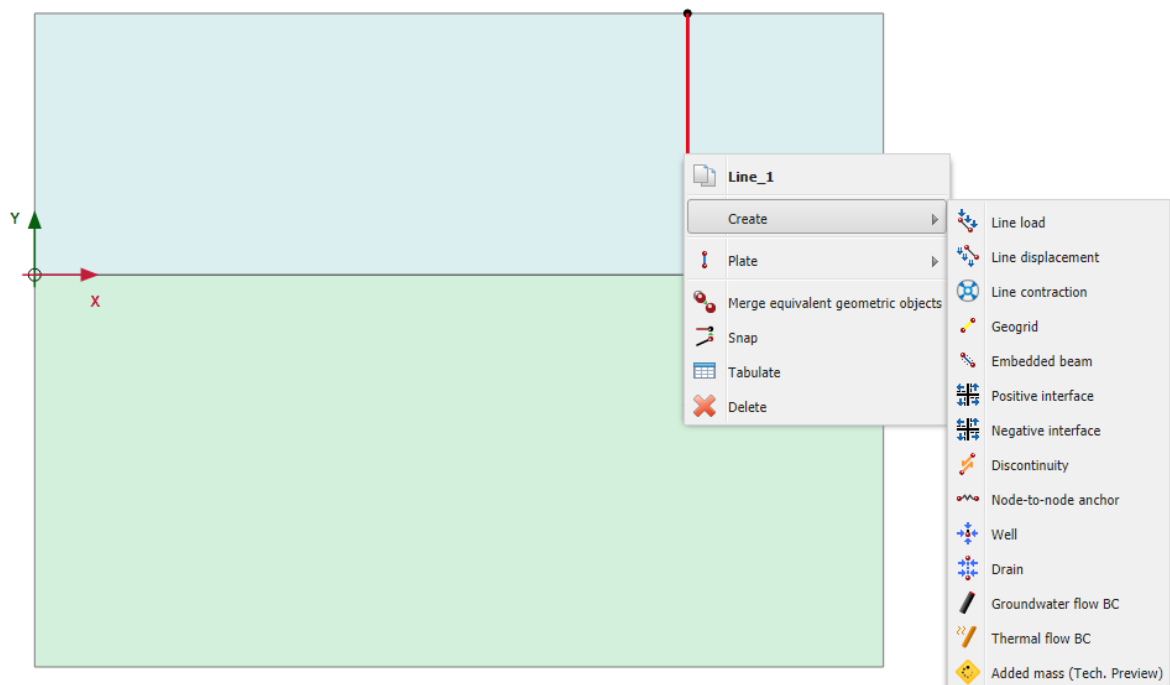 Y
X
Line_1
Create
Plate
Merge equivalent geometric objects
Snap
Tabulate
Delete
Line load
Line displacement
Line contraction
Geogrid
Embedded beam
Positive interface
Negative interface
Discontinuity
Node-to-node anchor
Well
Drain
Groundwater flow BC
Thermal flow BC
Added mass (Tech. Preview)